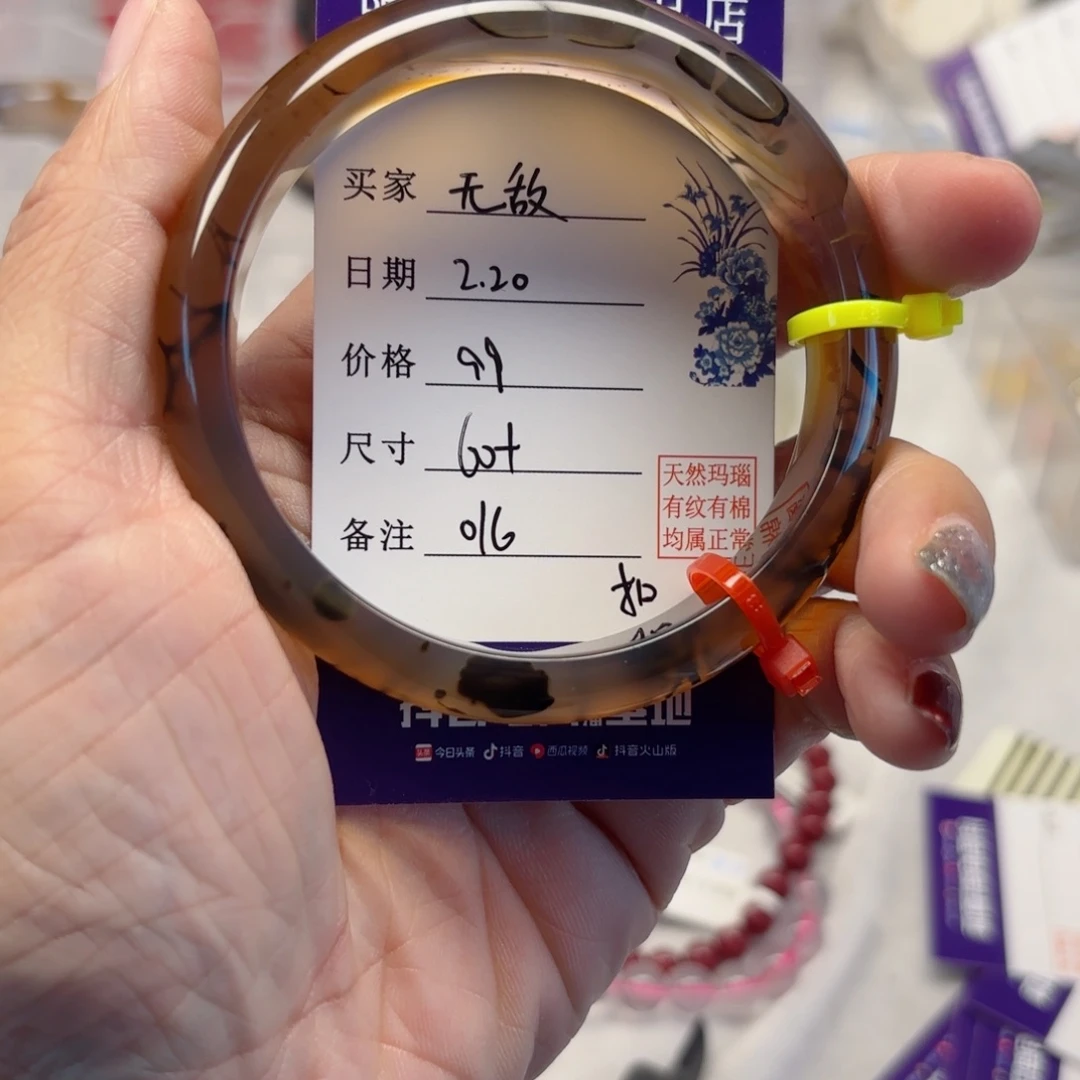 店
买家 无敌
日期 2.20
价格 99
尺寸 60+
备注 016
天然玛瑙
有纹有棉
均属正常
扣
今日头条 抖音 西瓜视频 抖音火山版